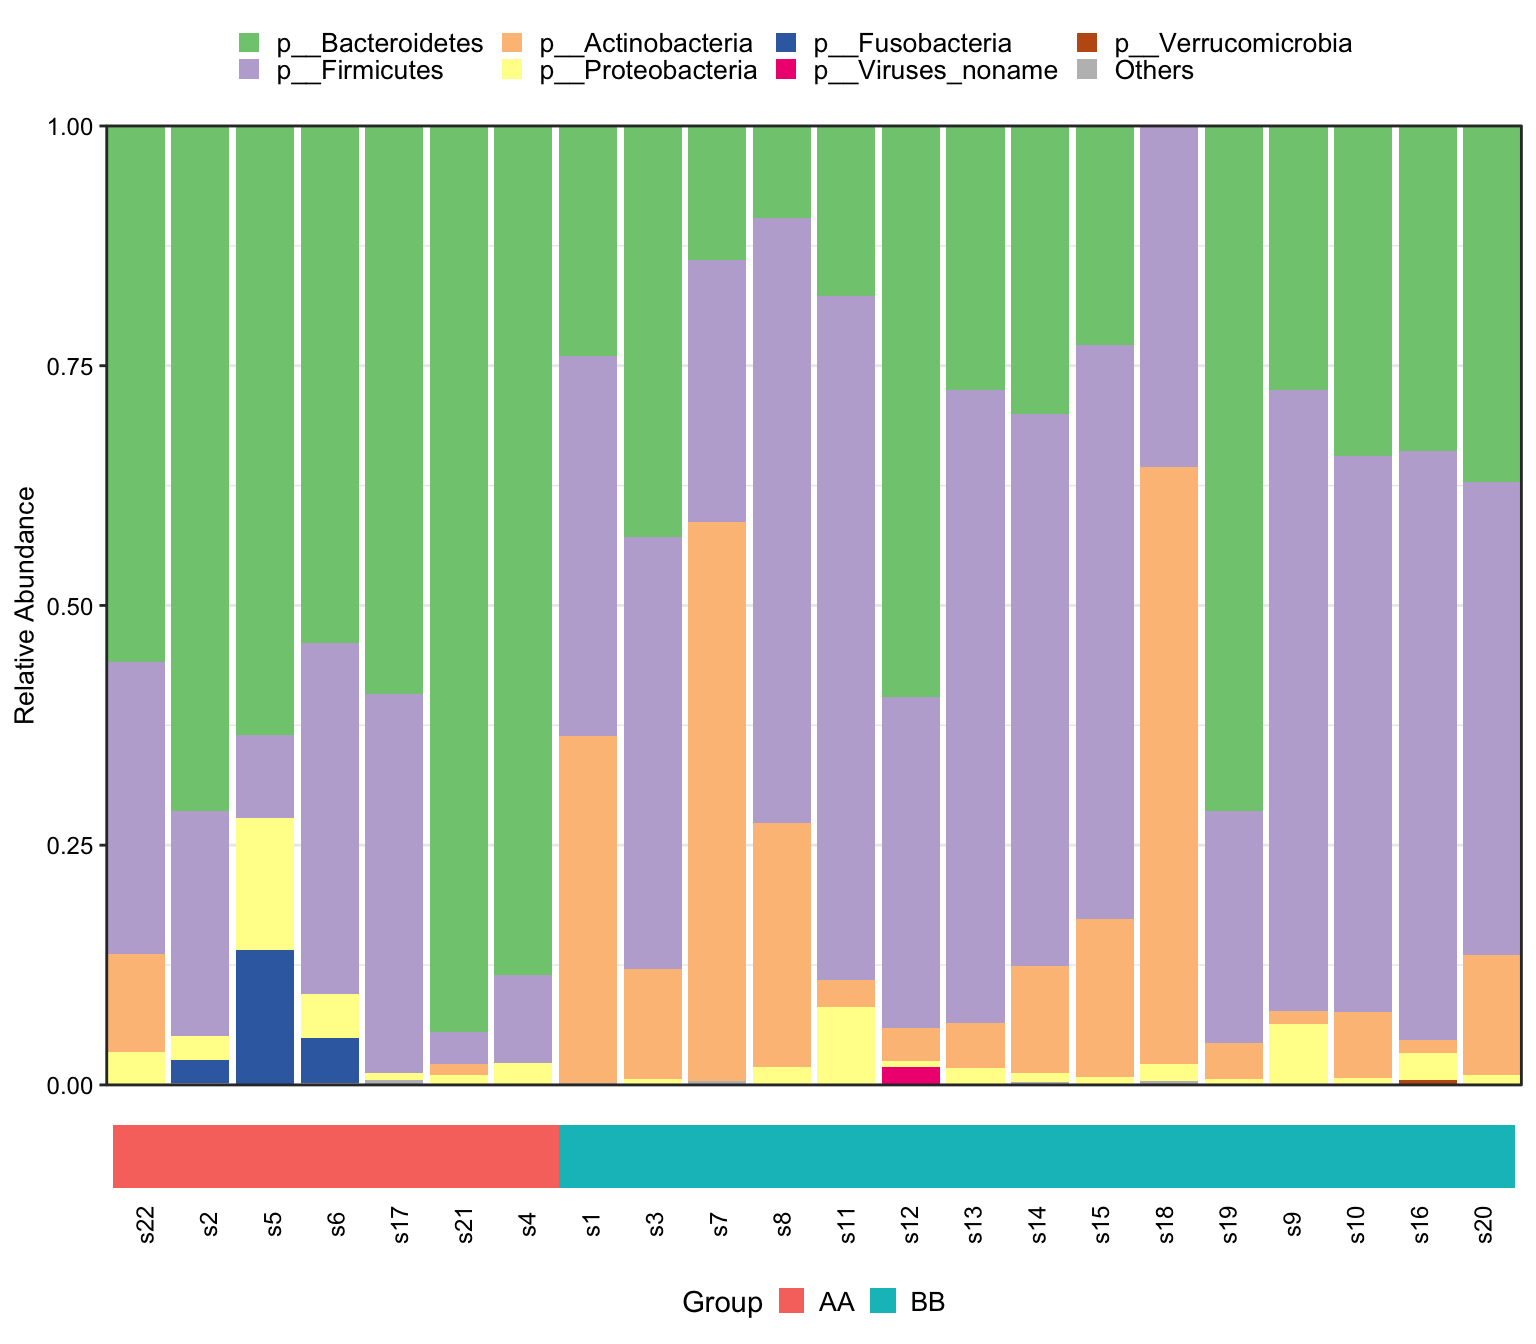 p__Bacteroidetes p__Actinobacteria p__Fusobacteria p__Verrucomicrobia
p__Firmicutes p__Proteobacteria p__Viruses_noname Others
1.00
0.75
0.50
0.25
0.00
Relative Abundance
s22 s2 s5 s6 s17 s21 s4 s1 s3 s7 s8 s11 s12 s13 s14 s15 s18 s19 s9 s10 s16 s20
Group AA BB